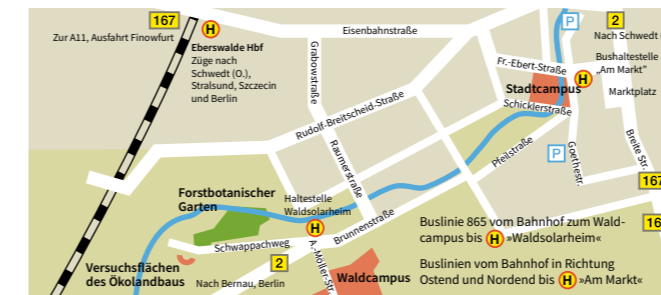 167
Zur A11, Ausfahrt Finowfurt
H
Eberswalde Hbf
Züge nach
Schwedt (O.),
Stralsund, Szczecin
und Berlin
Eisenbahnstraße
Grabowstraße
P
2
Nach Schwedt
Fr.-Ebert-Straße
Bushaltestelle
„Am Markt"
H
Stadtcampus
Marktplatz
Schicklerstraße
Rudolf-Breitscheid-Straße
Raumerstraße
Pfeilstraße
P
Goethestr.
Breite Str.
167
Forstbotanischer
Garten
Haltestelle
Waldsolarheim
H
Brunnenstraße
Schwappachweg
A.-Möller-Str.
2
Versuchsflächen
des Ökolandbaus
Nach Bernau, Berlin
Waldcampus
Buslinie 865 vom Bahnhof zum Wald-
campus bis H »Waldsolarheim«
16
Buslinien vom Bahnhof in Richtung
Ostend und Nordend bis H »Am Markt«